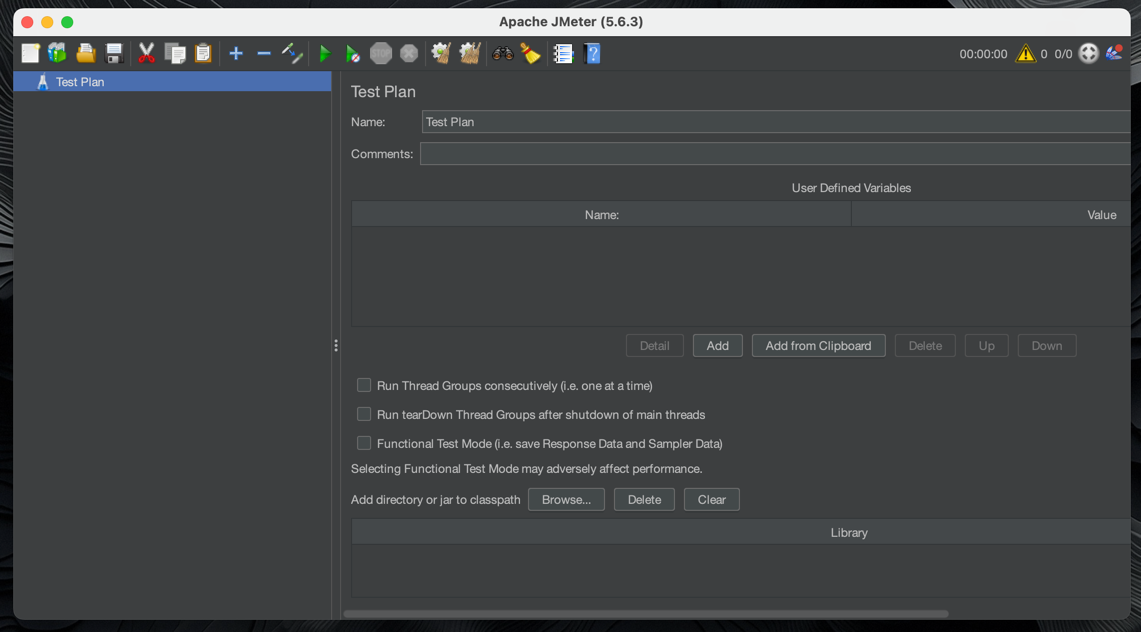 Apache JMeter (5.6.3)
00:00:00 0 0/0
Test Plan
Test Plan
Name: Test Plan
Comments:
User Defined Variables
Name: Value
Detail Add Add from Clipboard Delete Up Down
Run Thread Groups consecutively (i.e. one at a time)
Run tearDown Thread Groups after shutdown of main threads
Functional Test Mode (i.e. save Response Data and Sampler Data)
Selecting Functional Test Mode may adversely affect performance.
Add directory or jar to classpath Browse... Delete Clear
Library